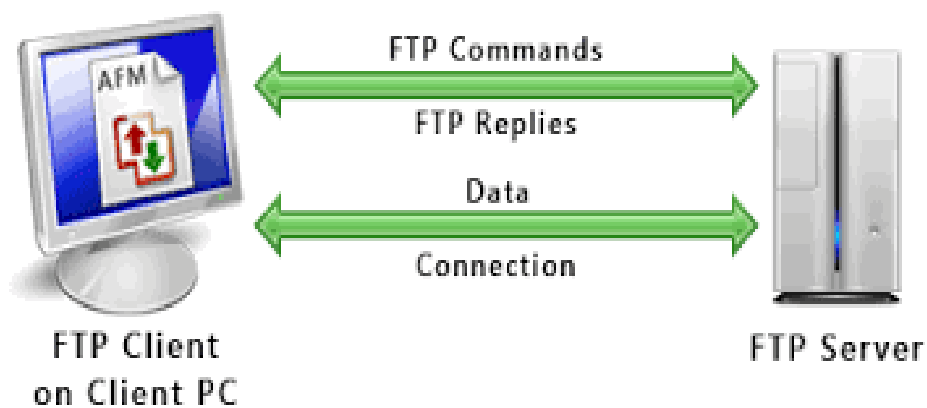 AFM
FTP Commands
FTP Replies
Data
Connection
FTP Client
on Client PC
FTP Server